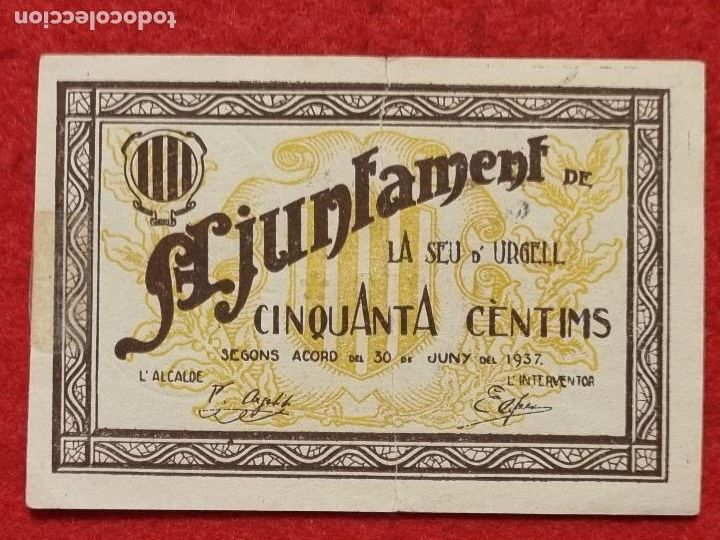 todocoleccion
Ajuntament DE
LA SEU D' URGELL
CINQUANTA CÈNTIMS
SEGONS ACORD DEL 30 DE JUNY DEL 1937.
L'ALCALDE L'INTERVENTOR